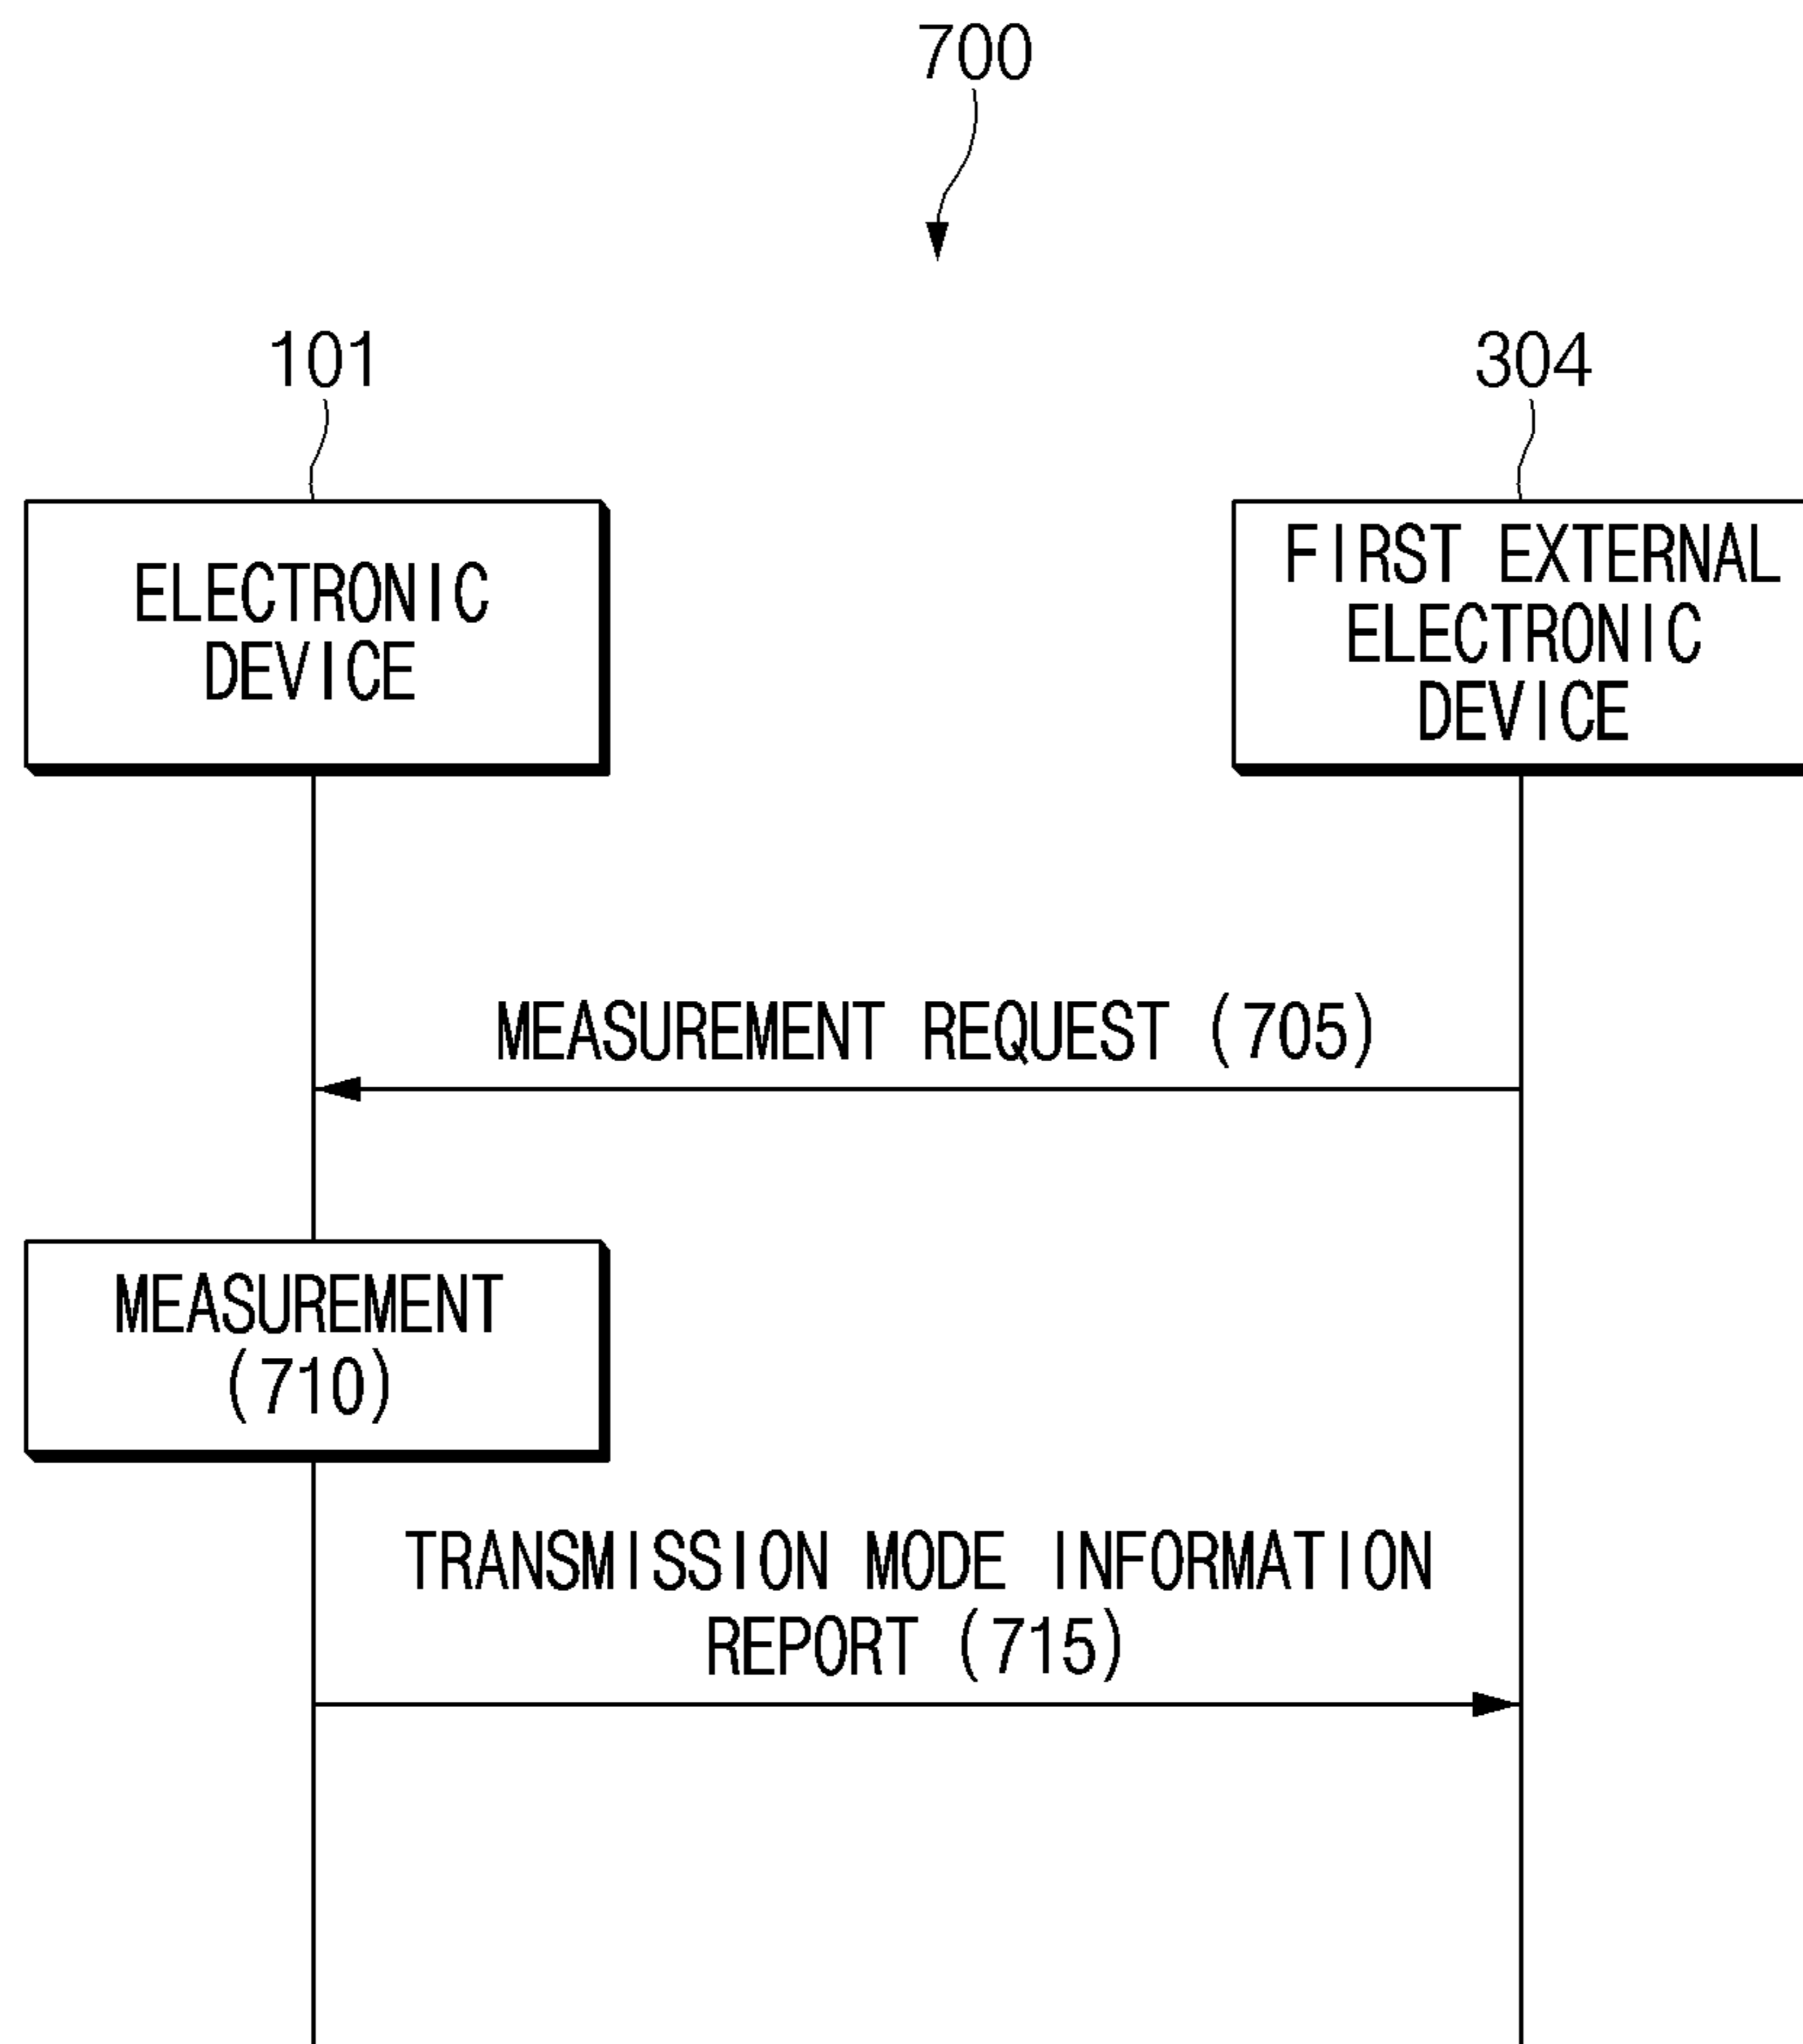 700
101
304
ELECTRONIC
DEVICE
FIRST EXTERNAL
ELECTRONIC
DEVICE
MEASUREMENT REQUEST (705)
MEASUREMENT
(710)
TRANSMISSION MODE INFORMATION
REPORT (715)